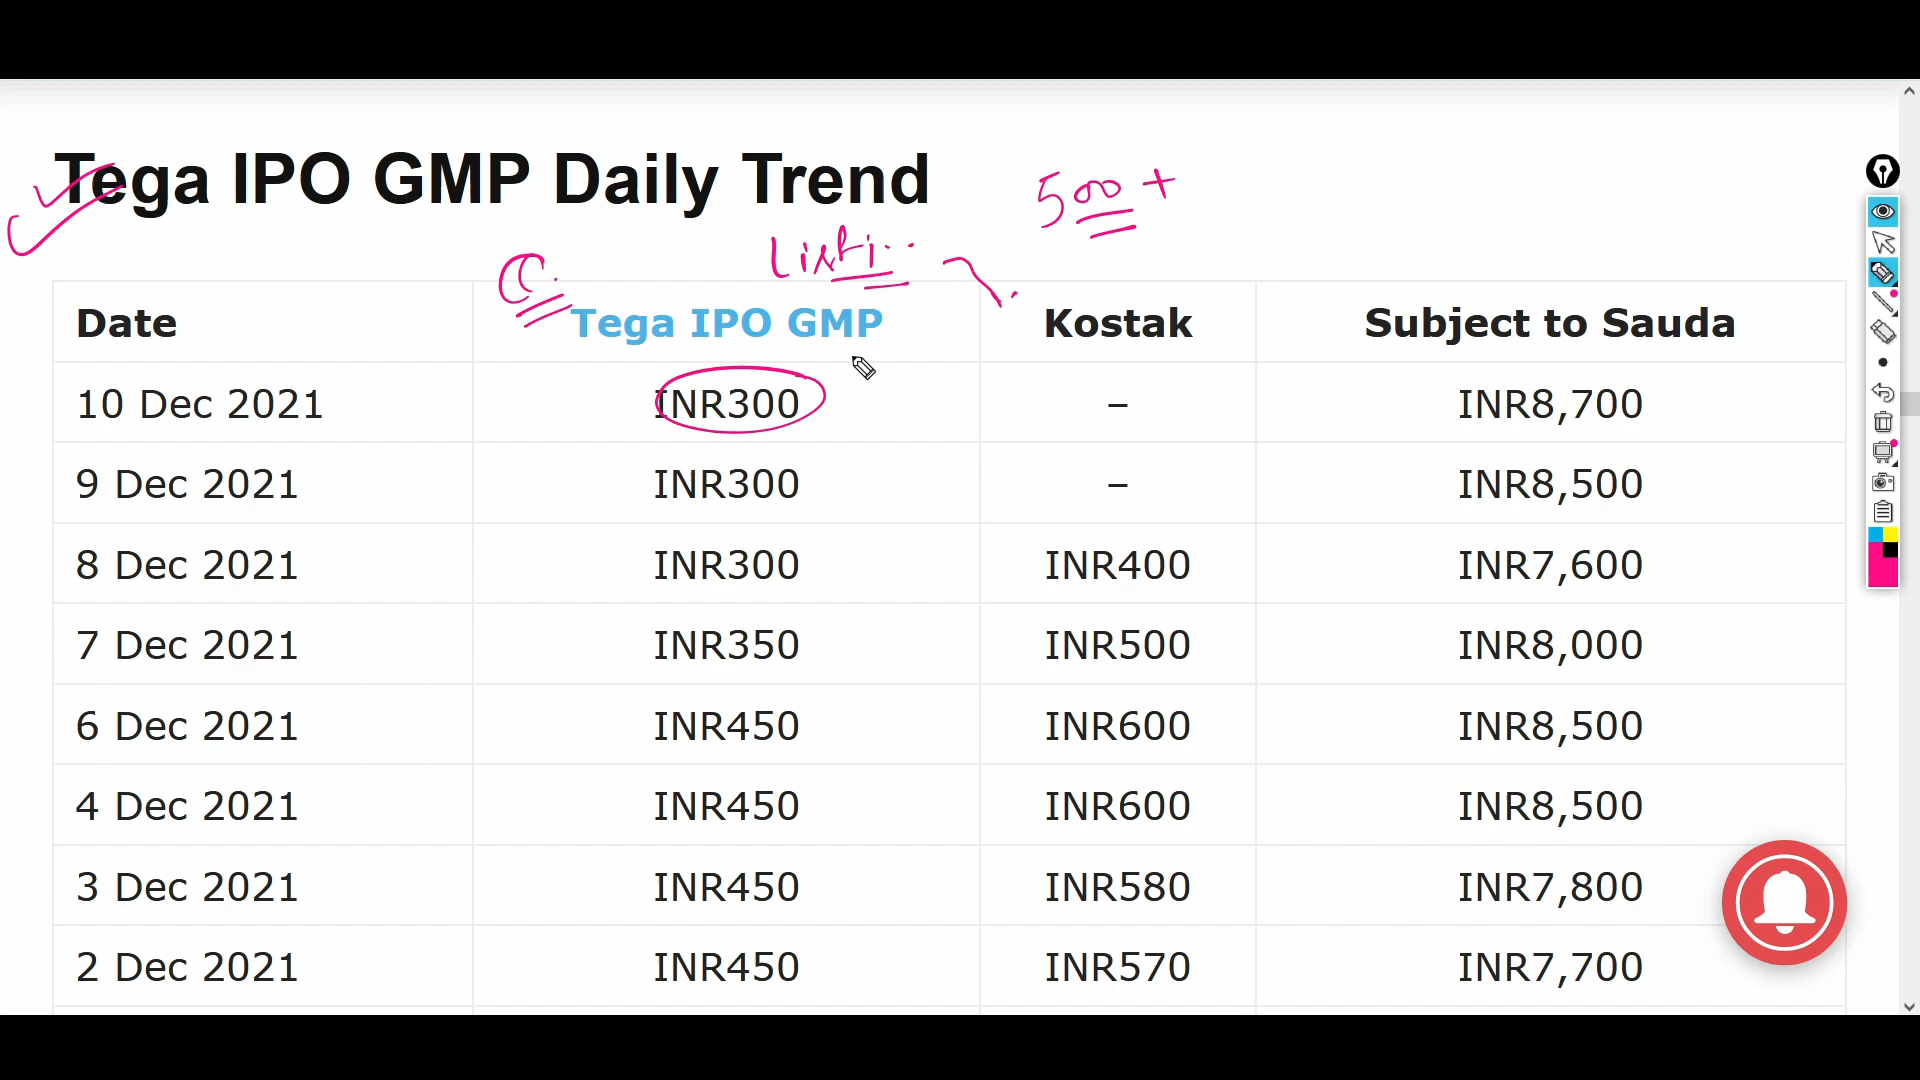 Tega IPO GMP Daily Trend
500+
Date Tega IPO GMP Kostak Subject to Sauda
10 Dec 2021 INR300 – INR8,700
9 Dec 2021 INR300 – INR8,500
8 Dec 2021 INR300 INR400 INR7,600
7 Dec 2021 INR350 INR500 INR8,000
6 Dec 2021 INR450 INR600 INR8,500
4 Dec 2021 INR450 INR600 INR8,500
3 Dec 2021 INR450 INR580 INR7,800
2 Dec 2021 INR450 INR570 INR7,700